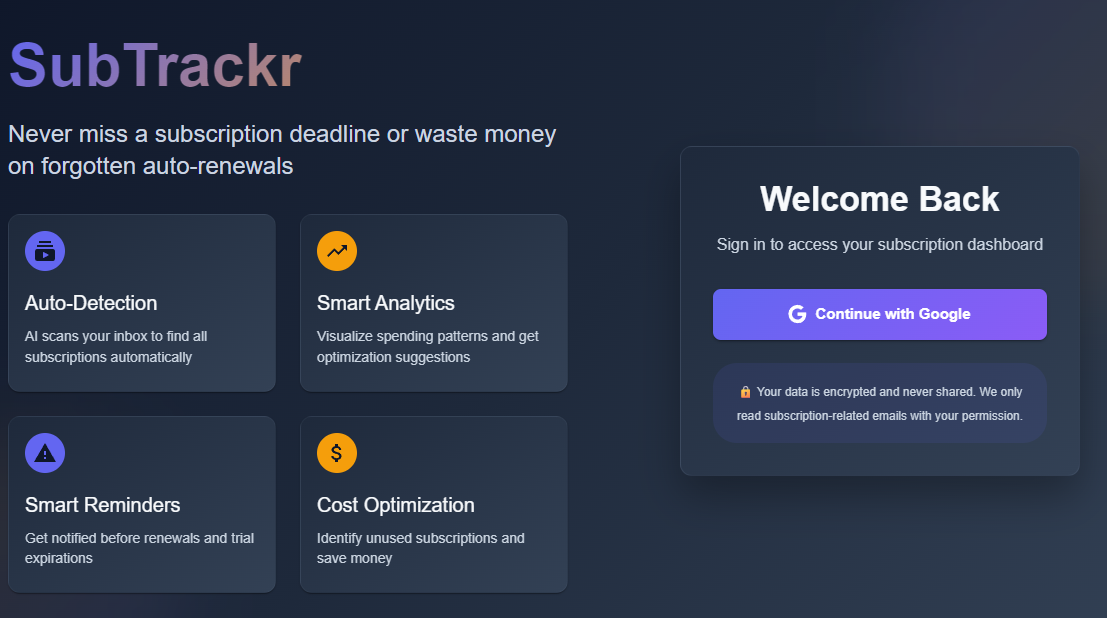 SubTrackr
Never miss a subscription deadline or waste money
on forgotten auto-renewals
Auto-Detection
AI scans your inbox to find all
subscriptions automatically
Smart Analytics
Visualize spending patterns and get
optimization suggestions
Smart Reminders
Get notified before renewals and trial
expirations
Cost Optimization
Identify unused subscriptions and
save money
Welcome Back
Sign in to access your subscription dashboard
Continue with Google
🔒 Your data is encrypted and never shared. We only
read subscription-related emails with your permission.